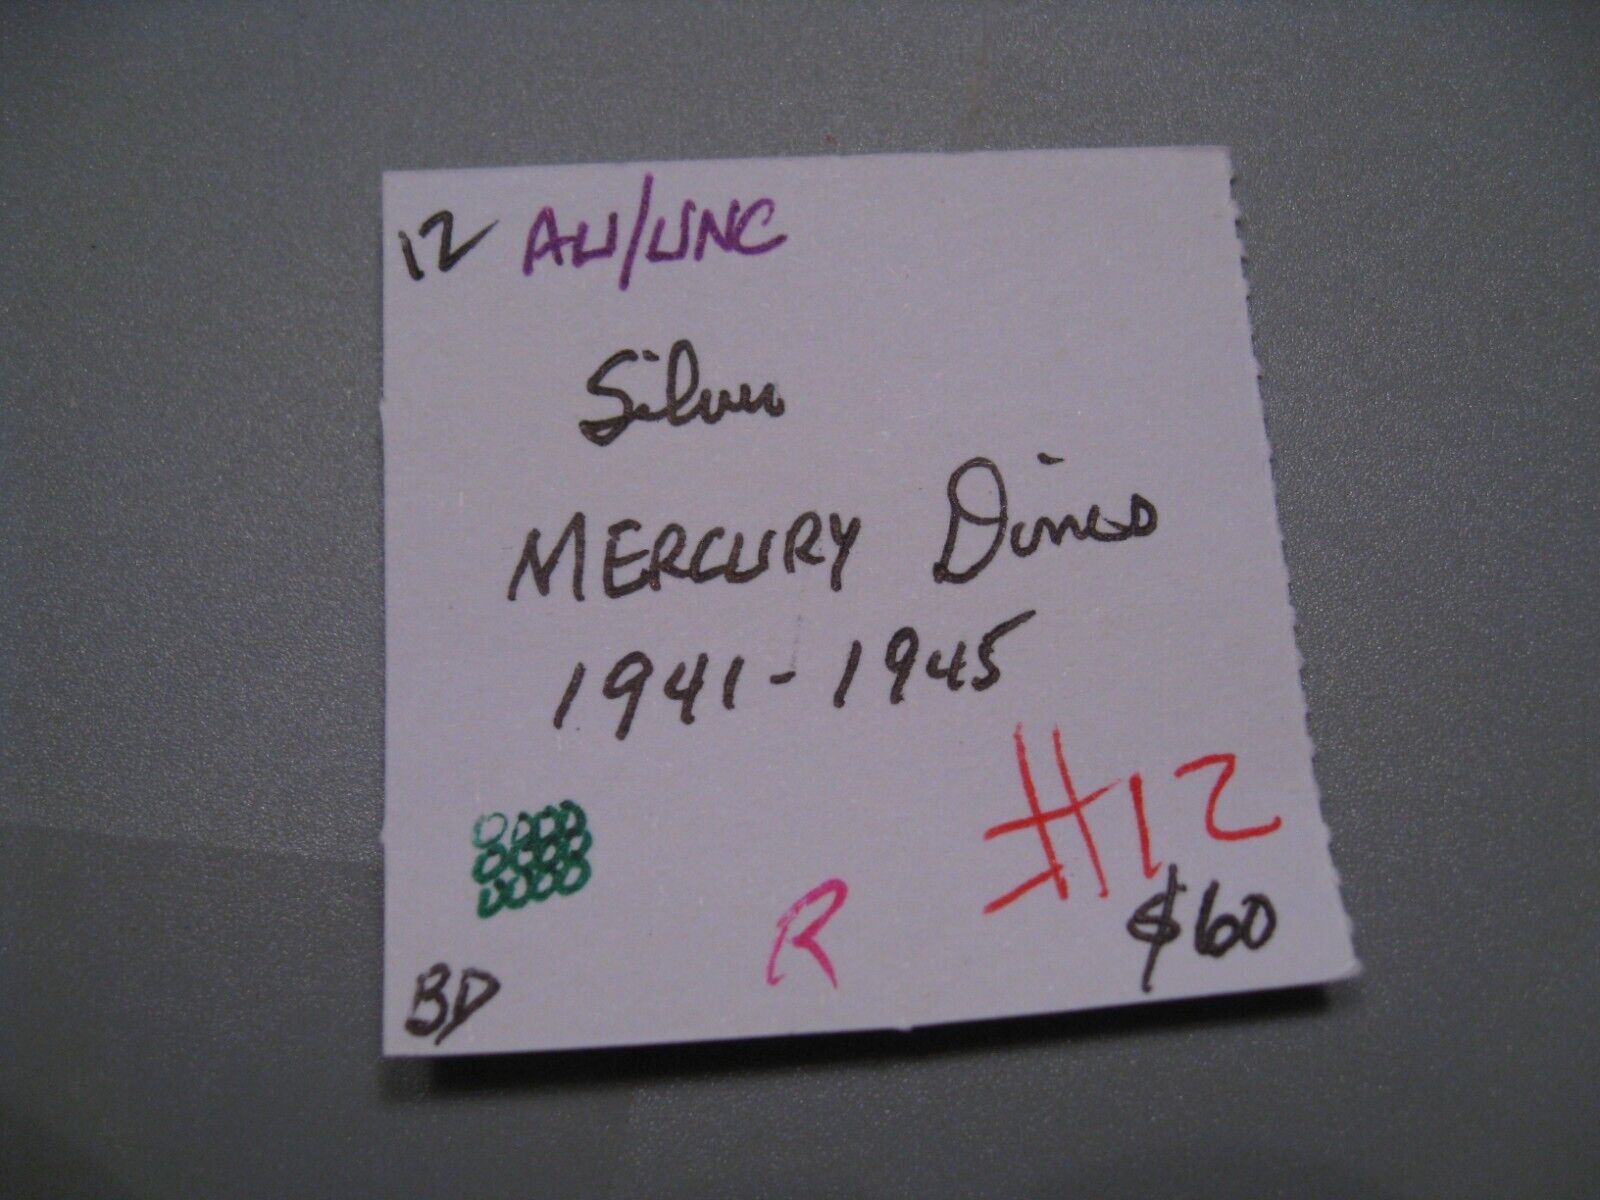 12 AU/UNC
Silver
MERCURY Dimes
1941-1945
#12
$60
R
BD